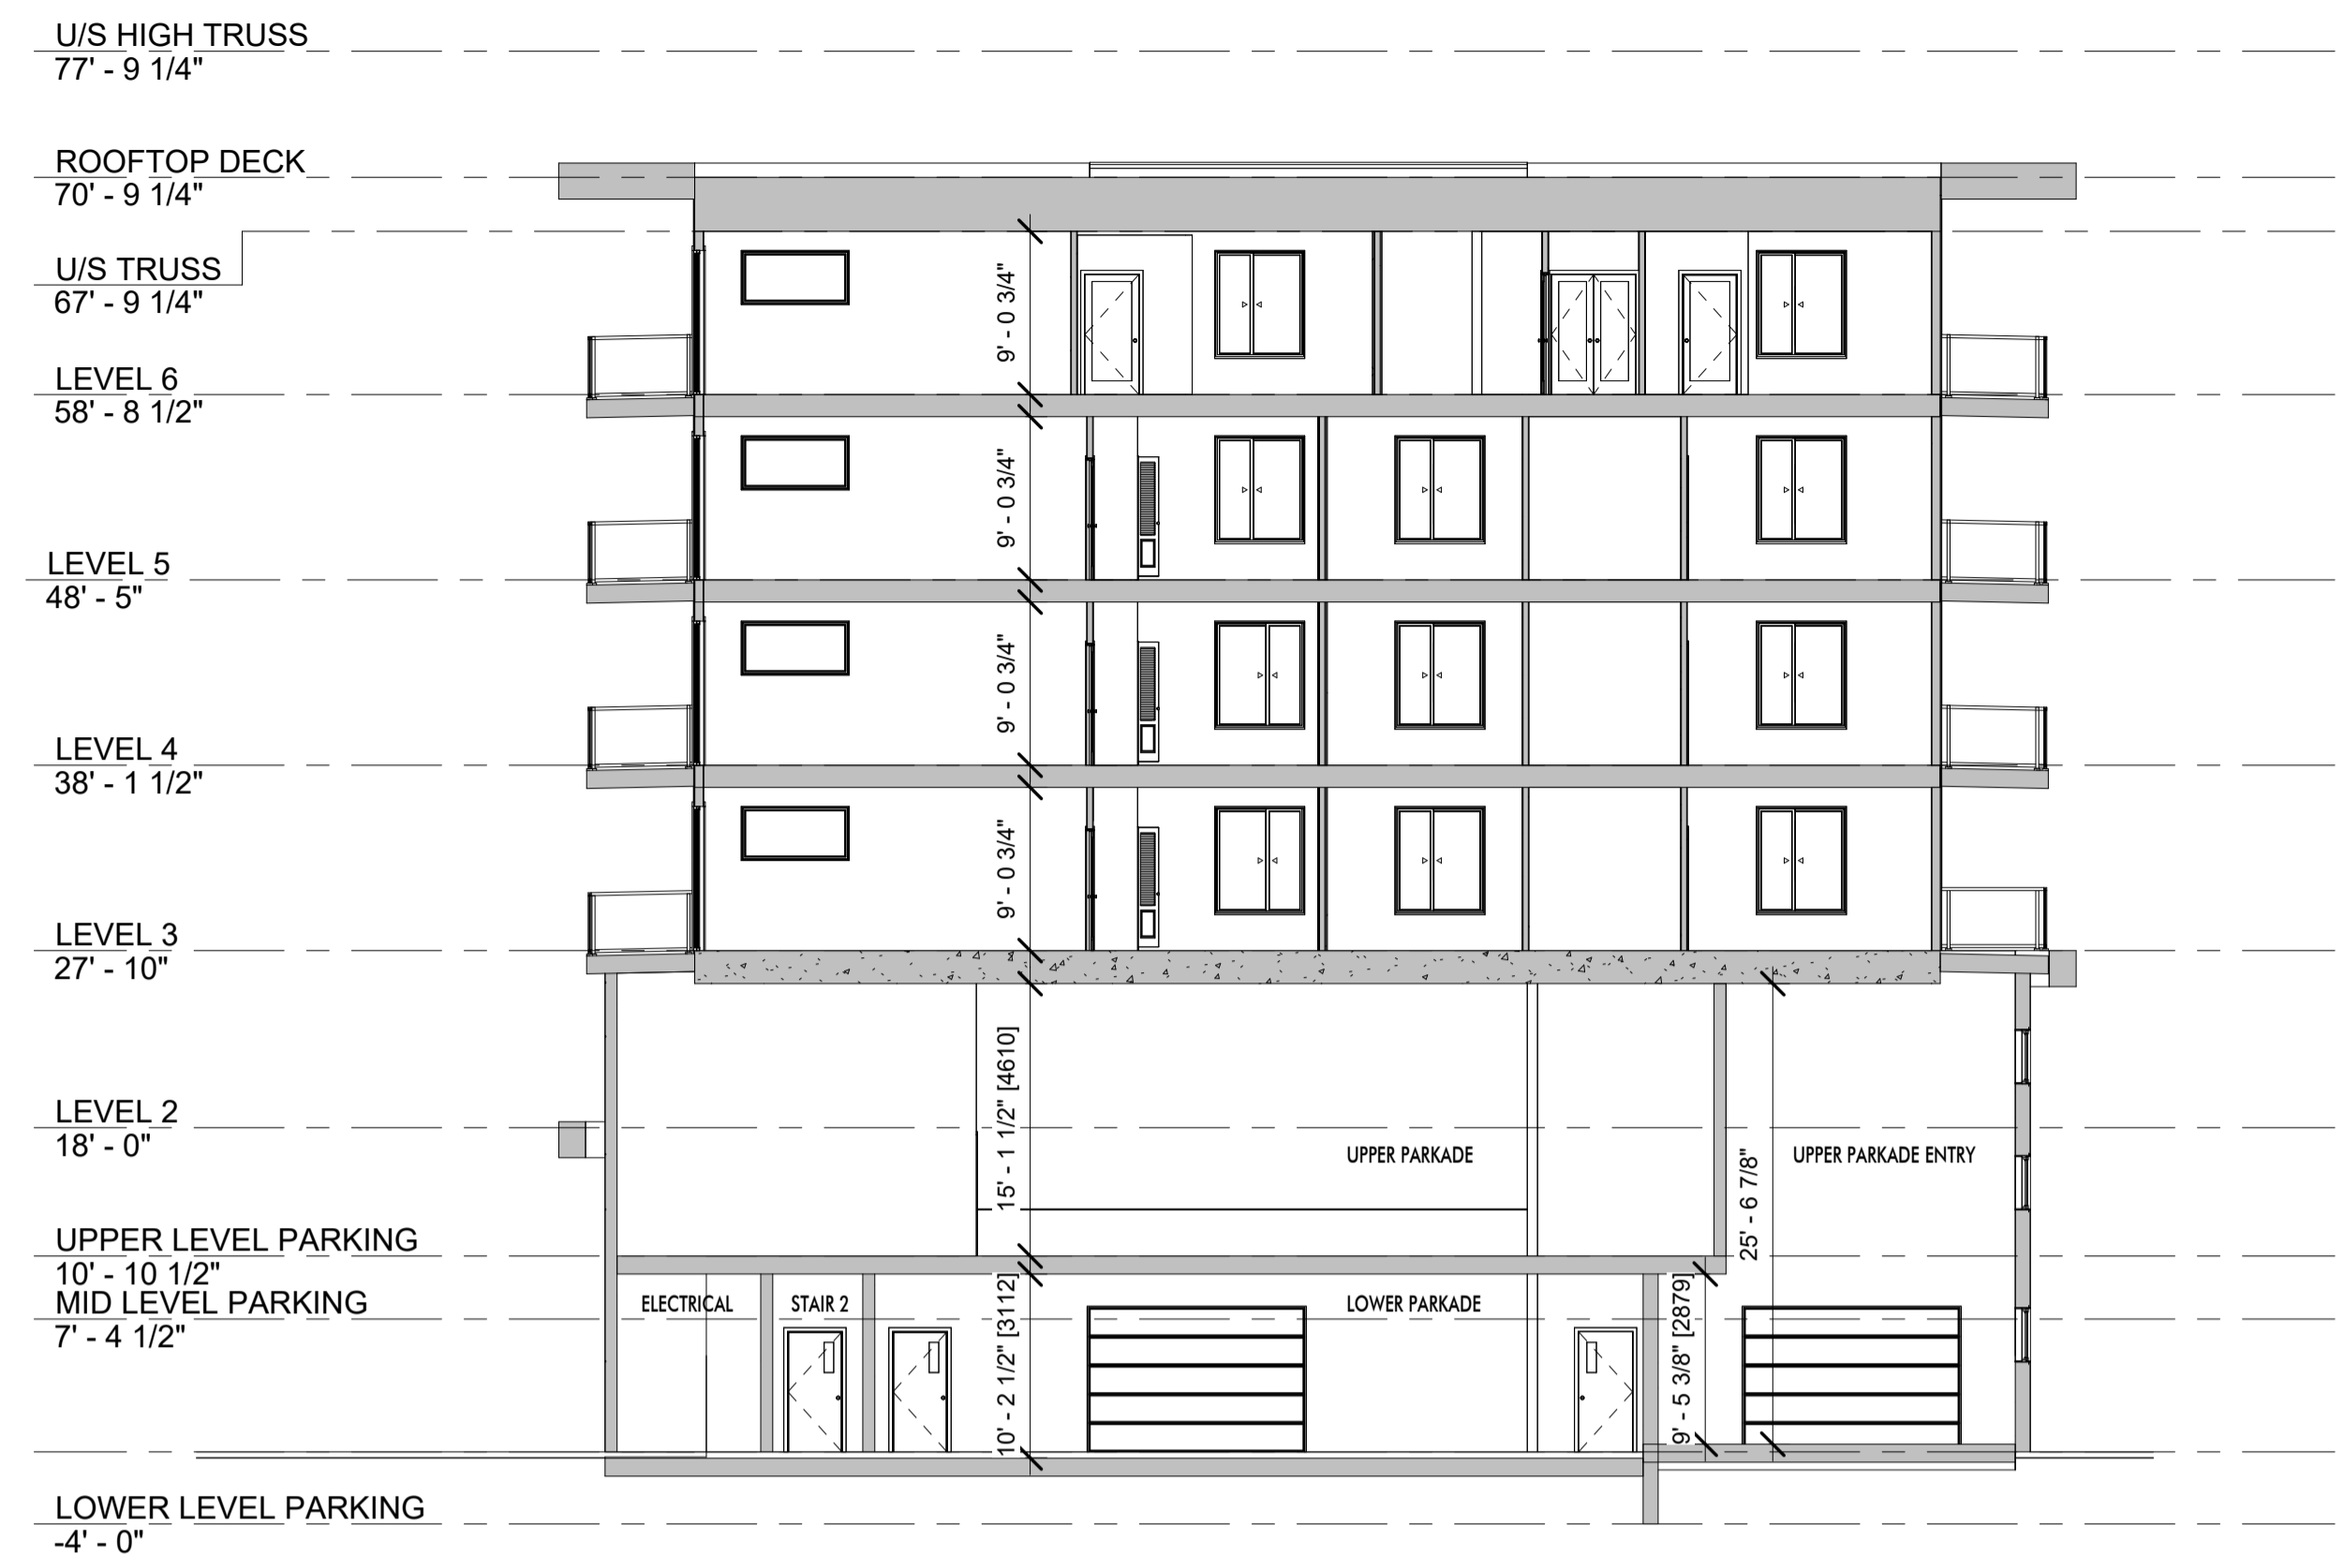 U/S HIGH TRUSS
77' - 9 1/4"
ROOFTOP DECK
70' - 9 1/4"
U/S TRUSS
67' - 9 1/4"
9' - 0 3/4"
LEVEL 6
58' - 8 1/2"
9' - 0 3/4"
LEVEL 5
48' - 5"
9' - 0 3/4"
LEVEL 4
38' - 1 1/2"
9' - 0 3/4"
LEVEL 3
27' - 10"
15' - 1 1/2" [4610]
LEVEL 2
18' - 0"
UPPER PARKADE
25' - 6 7/8"
UPPER PARKADE ENTRY
UPPER LEVEL PARKING
10' - 10 1/2"
MID LEVEL PARKING
7' - 4 1/2"
ELECTRICAL
STAIR 2
10' - 2 1/2" [3112]
LOWER PARKADE
9' - 5 3/8" [2879]
LOWER LEVEL PARKING
-4' - 0"